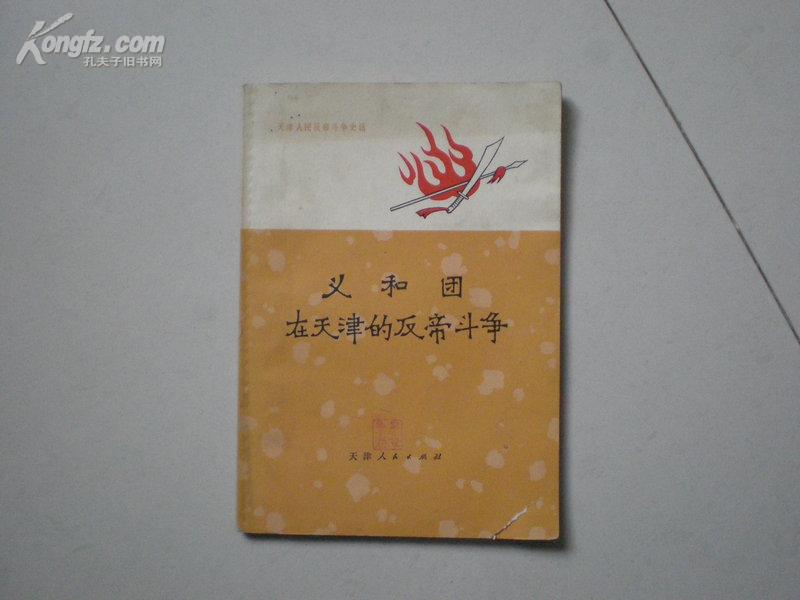 Kongfz.com
孔夫子旧书网
天津人民反帝斗争史话
义和团
在天津的反帝斗争
天津人民出版社